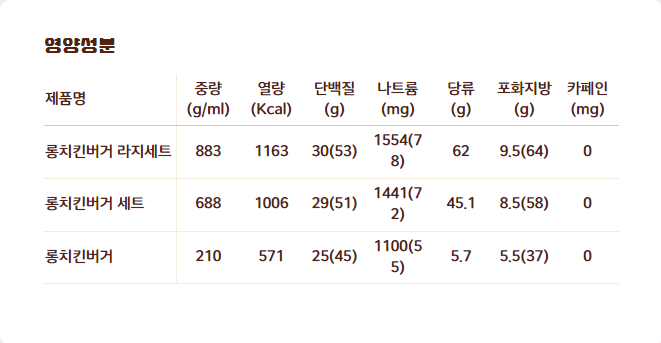 영양성분
제품명 중량 (g/ml) 열량 (Kcal) 단백질 (g) 나트륨 (mg) 당류 (g) 포화지방 (g) 카페인 (mg)
롱치킨버거 라지세트 883 1163 30(53) 1554(78) 62 9.5(64) 0
롱치킨버거 세트 688 1006 29(51) 1441(72) 45.1 8.5(58) 0
롱치킨버거 210 571 25(45) 1100(55) 5.7 5.5(37) 0